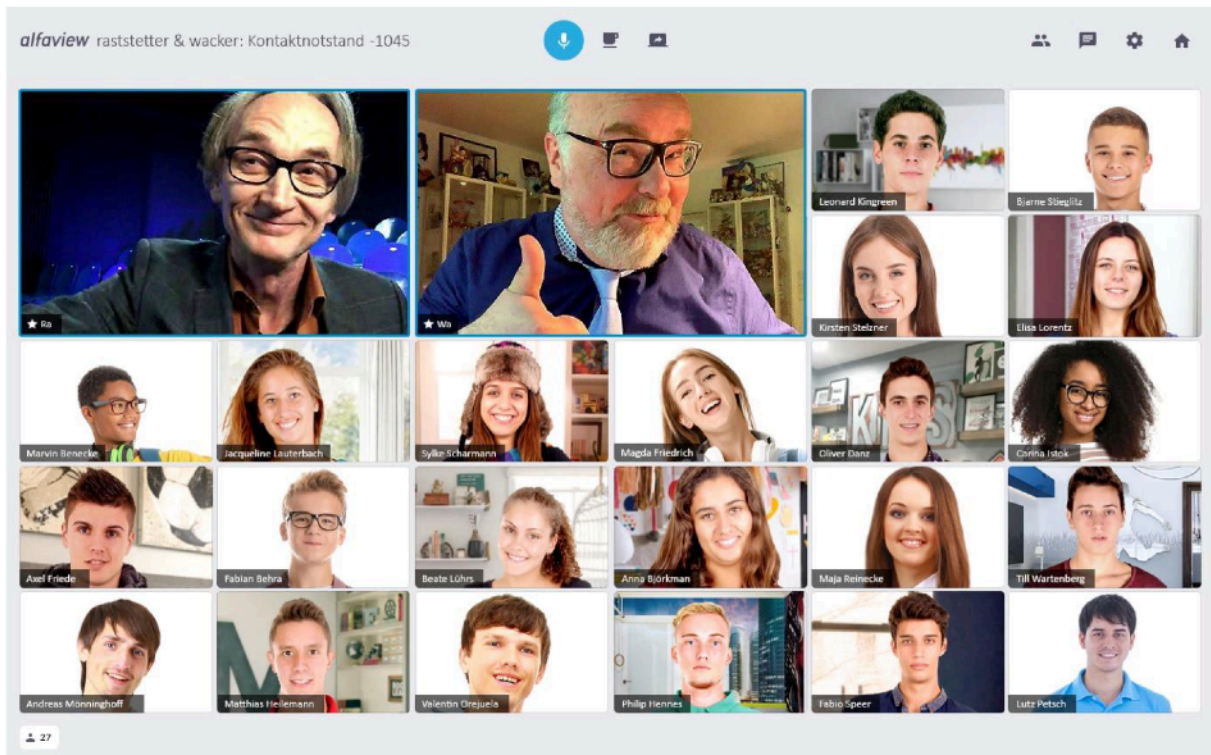 alfaview raststetter & wacker: Kontaktnotstand -1045
Ra
Wa
Leonard Kingreen
Bjarne Stieglitz
Kirsten Stelzner
Elisa Lorentz
Marvin Benecke
Jacqueline Lauterbach
Sylke Scharmann
Magda Friedrich
Oliver Danz
Carina Istok
Axel Friede
Fabian Behra
Beate Lührs
Anna Björkman
Maja Reinecke
Till Wartenberg
Andreas Mönninghoff
Matthias Heilemann
Valentin Orejuela
Philip Hennes
Fabio Speer
Lutz Petsch
27